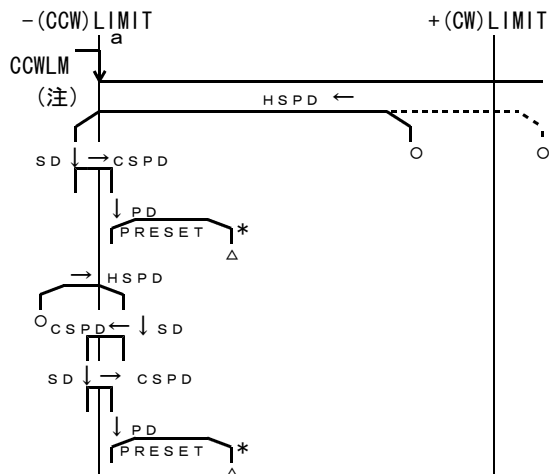 -(CCW)LIMIT +(CW)LIMIT
a
CCWLM
(注) HSPD ←
○ ○
SD ↓ → CSPD
↓ PD
PRESET *
△
→ HSPD
○ CSPD ← ↓ SD
SD ↓ → CSPD
↓ PD
PRESET *
△